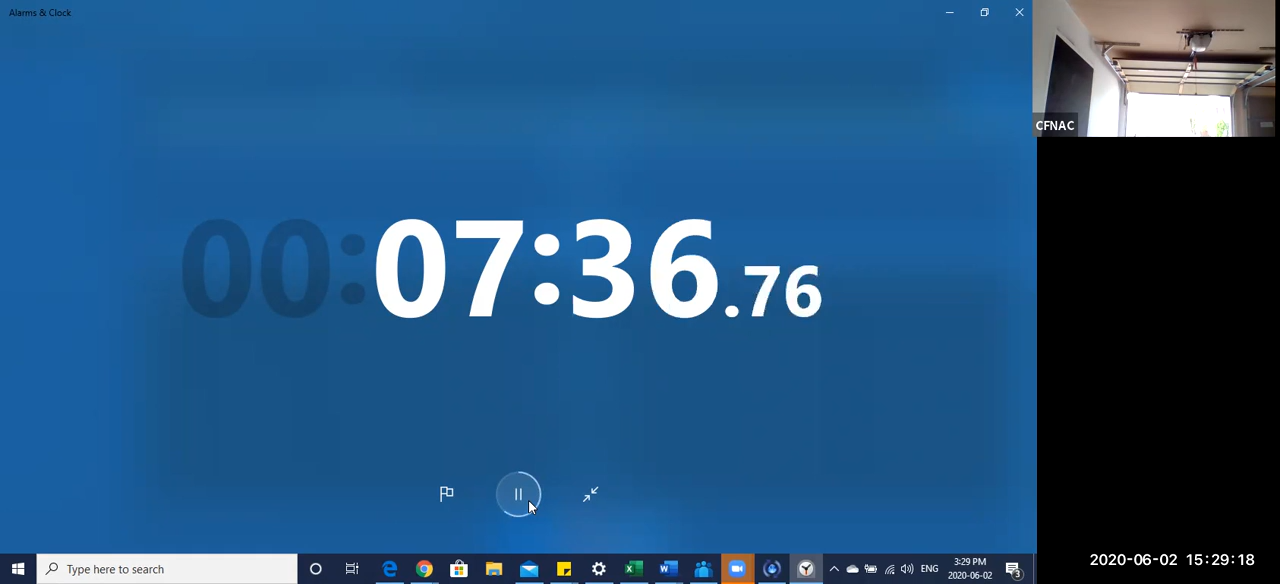 Alarms & Clock
CFNAC
00:07:36.76
Type here to search
ENG
3:29 PM
2020-06-02
3
2020-06-02 15:29:18